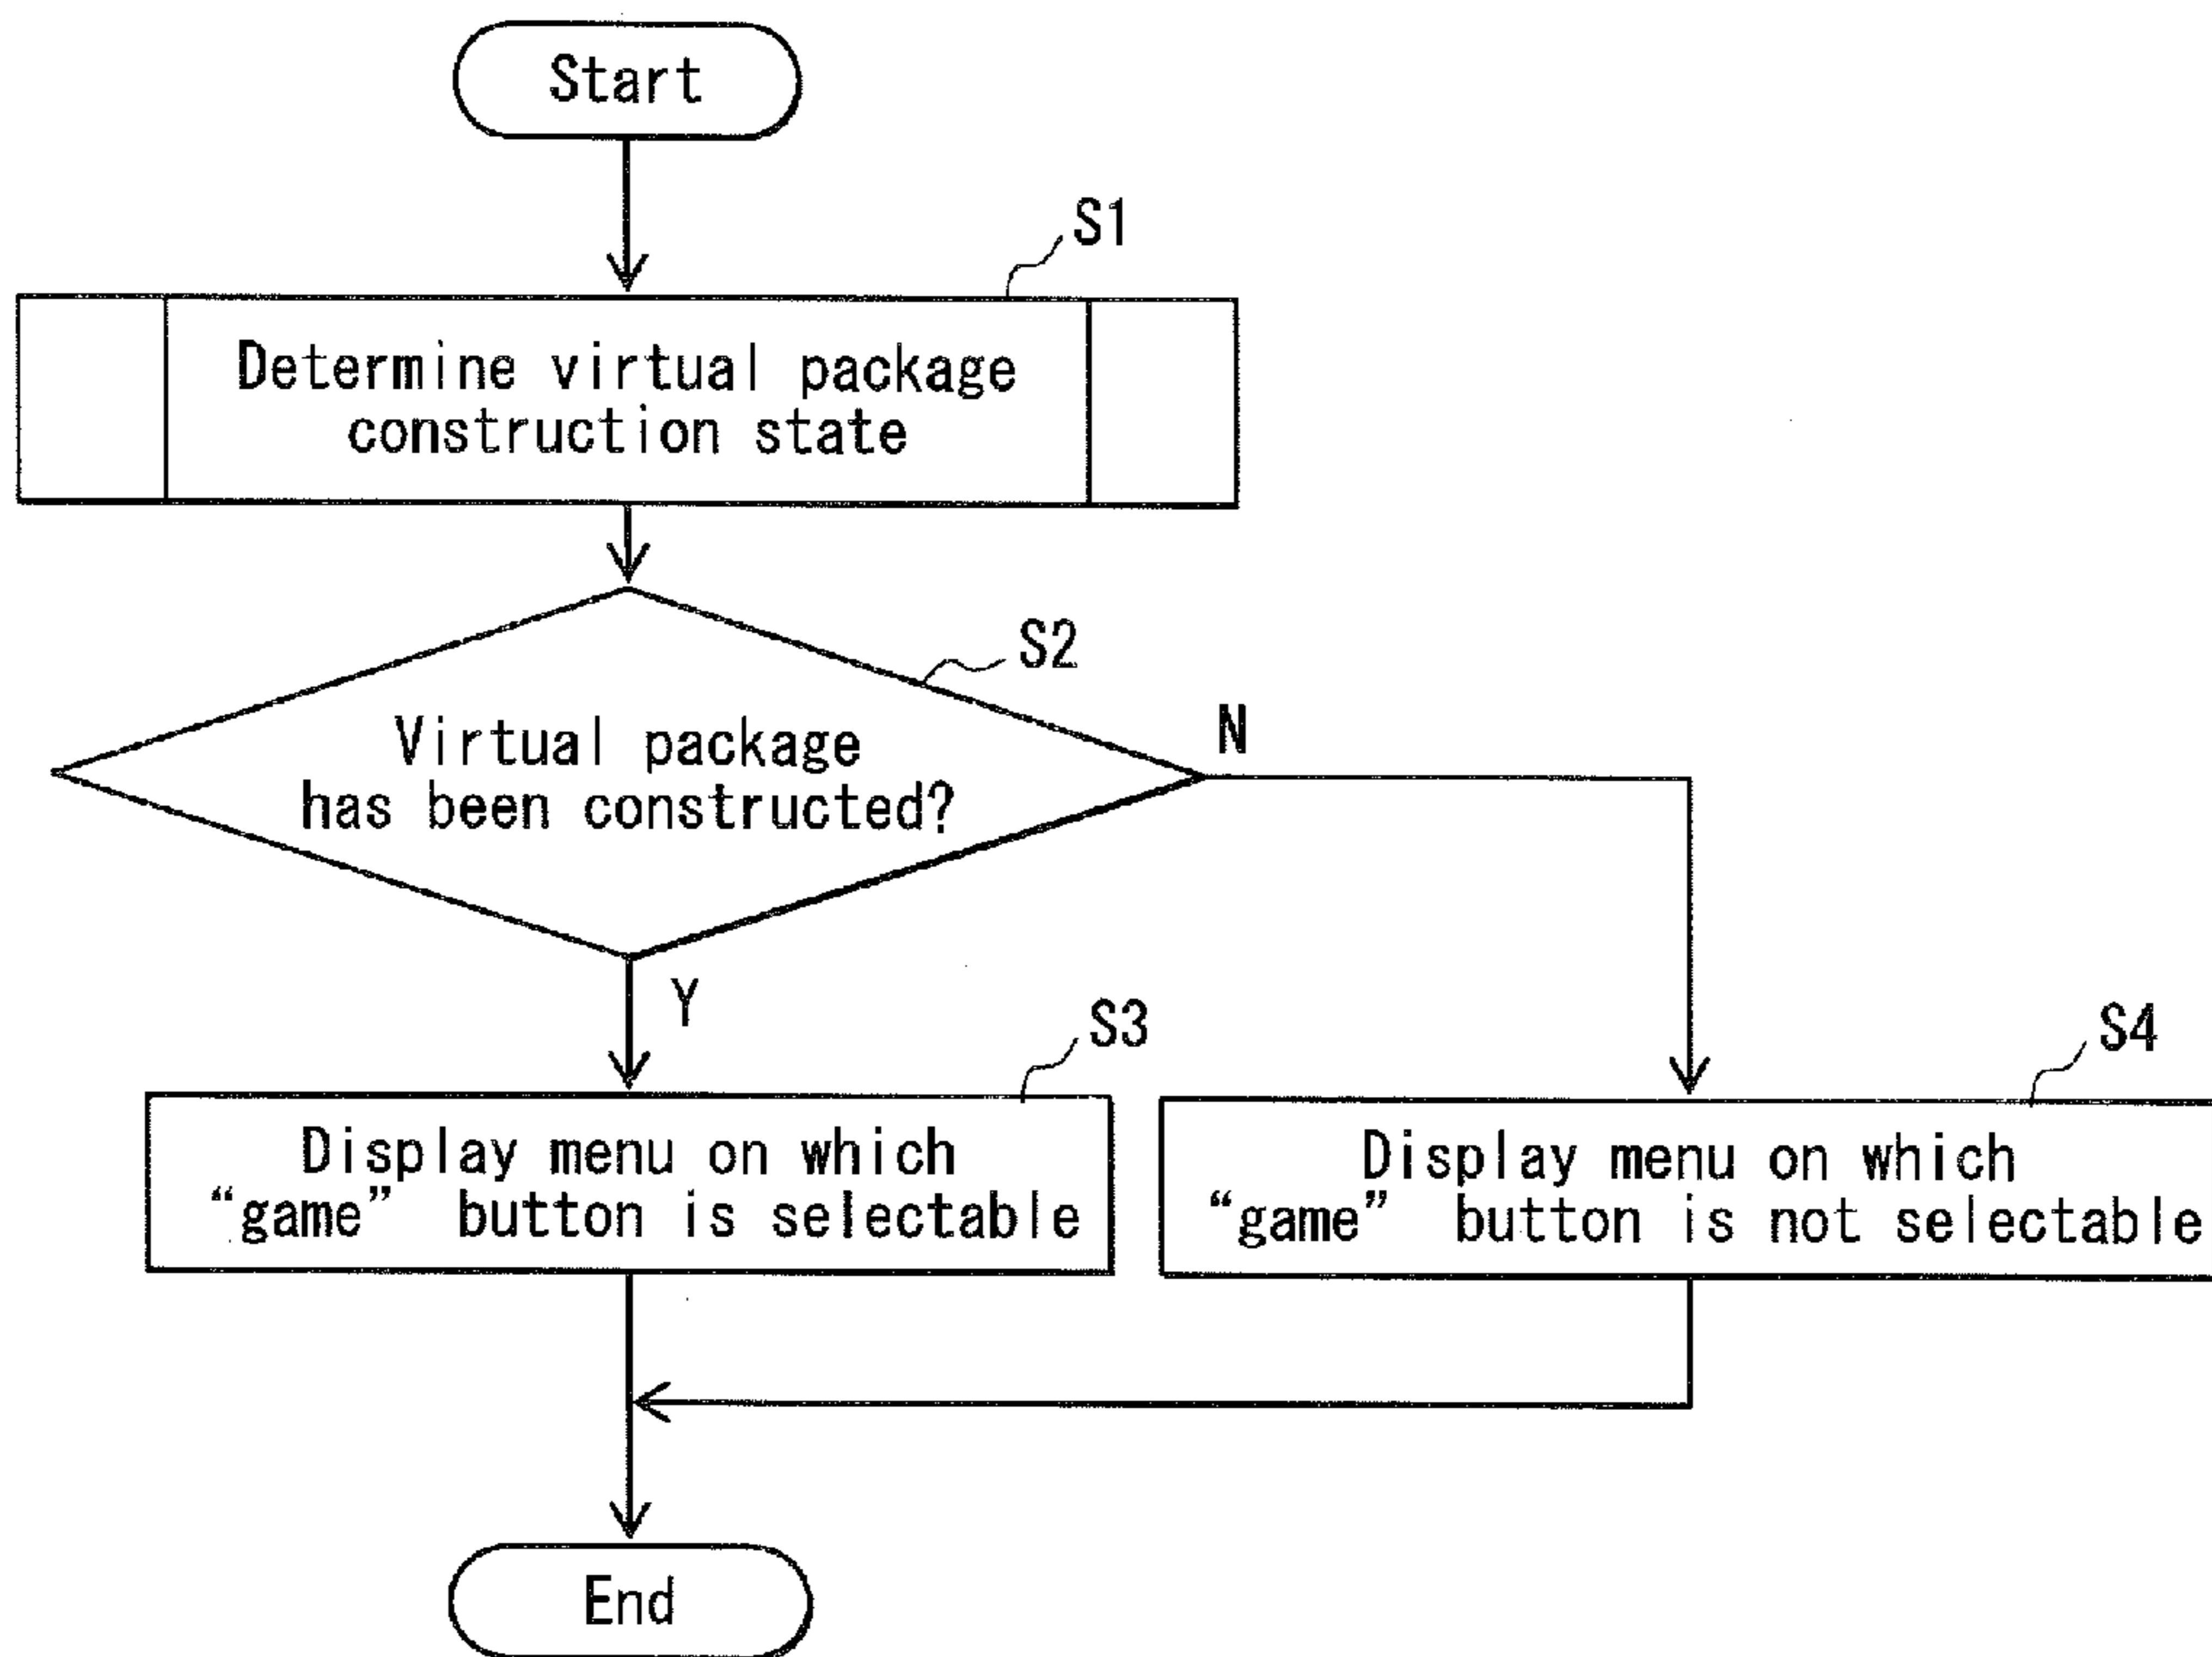 Start
S1
Determine virtual package
construction state
S2
Virtual package
has been constructed?
N
Y
S3
Display menu on which
“game” button is selectable
S4
Display menu on which
“game” button is not selectable
End